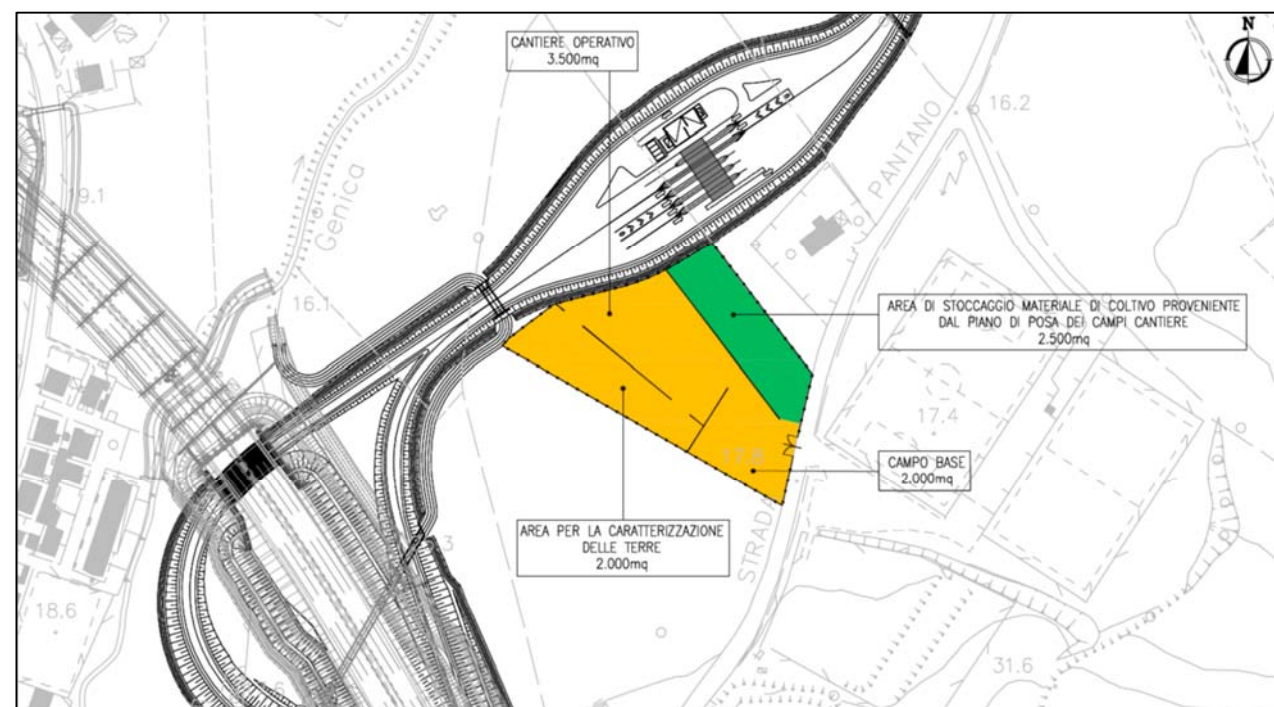 N
CANTIERE OPERATIVO
3.500mq
PANTANO
16.2
19.1
Genica
16.1
AREA DI STOCCAGGIO MATERIALE DI COLTIVO PROVENIENTE
DAL PIANO DI POSA DEI CAMPI CANTIERE
2.500mq
17.4
17.8
CAMPO BASE
2.000mq
AREA PER LA CARATTERIZZAZIONE
DELLE TERRE
2.000mq
STRADA
18.6
31.6